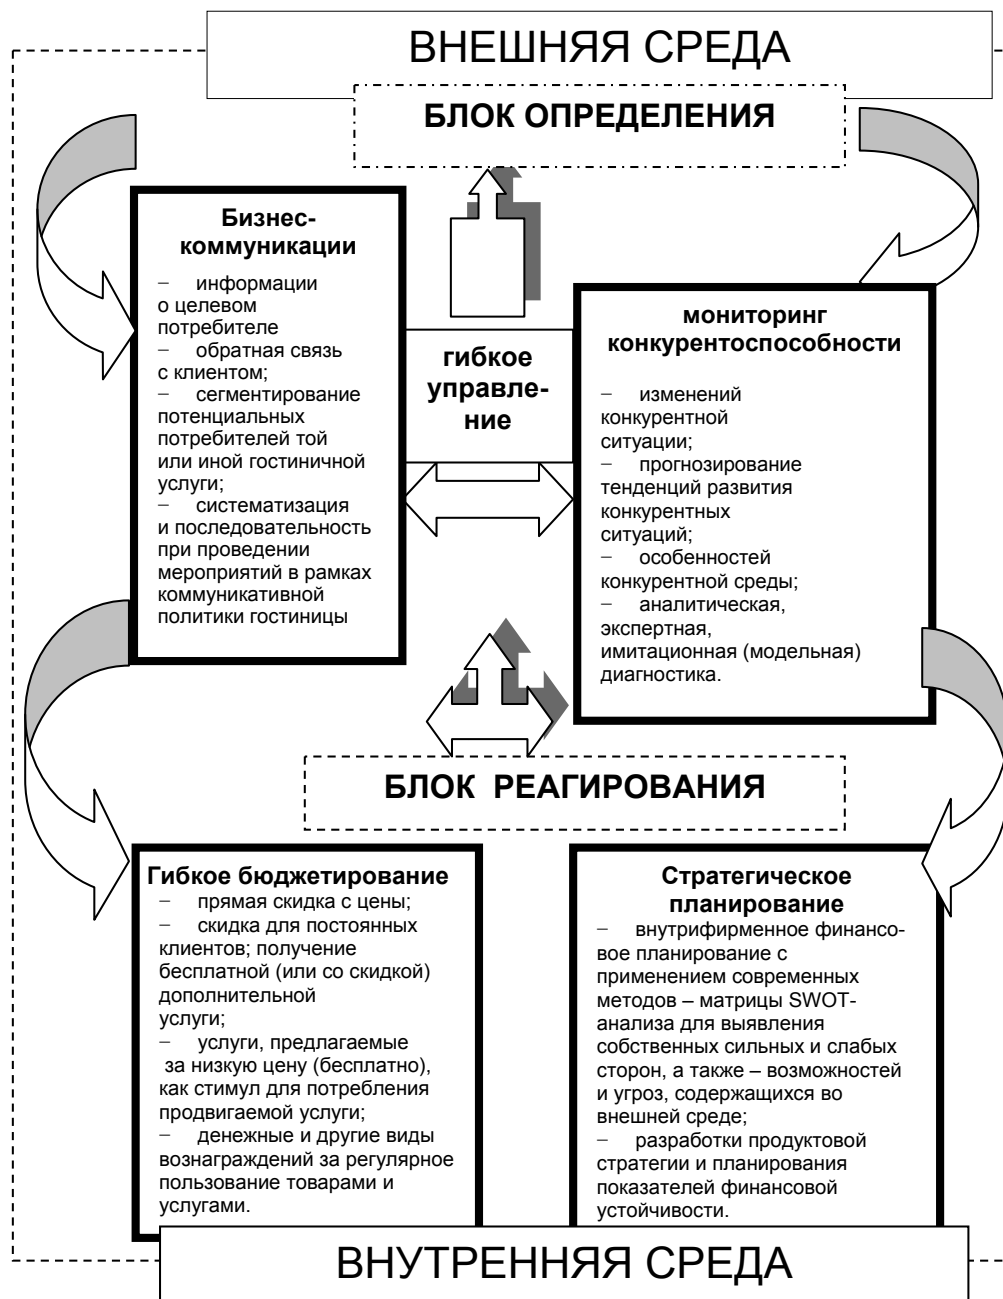 ВНЕШНЯЯ СРЕДА
БЛОК ОПРЕДЕЛЕНИЯ
Бизнес-
коммуникации
– информации
о целевом
потребителе
– обратная связь
с клиентом;
– сегментирование
потенциальных
потребителей той
или иной гостиничной
услуги;
– систематизация
и последовательность
при проведении
мероприятий в рамках
коммуникативной
политики гостиницы
гибкое
управле-
ние
мониторинг
конкурентоспособности
– изменений
конкурентной
ситуации;
– прогнозирование
тенденций развития
конкурентных
ситуаций;
– особенностей
конкурентной среды;
– аналитическая,
экспертная,
имитационная (модельная)
диагностика.
БЛОК РЕАГИРОВАНИЯ
Гибкое бюджетирование
– прямая скидка с цены;
– скидка для постоянных
клиентов; получение
бесплатной (или со скидкой)
дополнительной
услуги;
– услуги, предлагаемые
за низкую цену (бесплатно),
как стимул для потребления
продвигаемой услуги;
– денежные и другие виды
вознаграждений за регулярное
пользование товарами и
услугами.
Стратегическое
планирование
– внутрифирменное финансо-
вое планирование с
применением современных
методов – матрицы SWOT-
анализа для выявления
собственных сильных и слабых
сторон, а также – возможностей
и угроз, содержащихся во
внешней среде;
– разработки продуктовой
стратегии и планирования
показателей финансовой
устойчивости.
ВНУТРЕННЯЯ СРЕДА